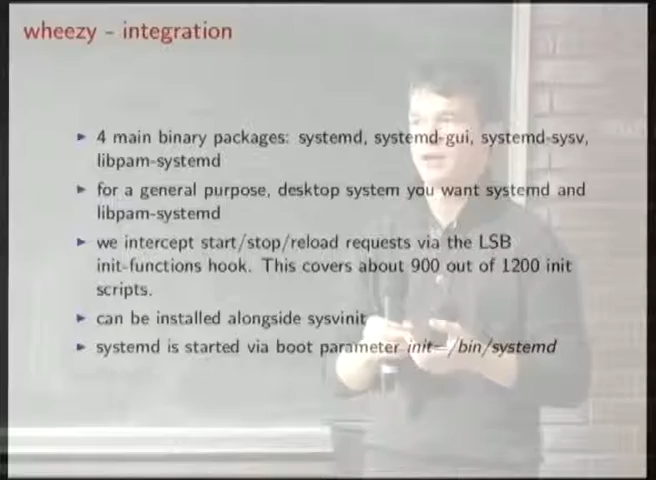 wheezy – integration
► 4 main binary packages: systemd, systemd-gui, systemd-sysv,
libpam-systemd
► for a general purpose, desktop system you want systemd and
libpam-systemd
► we intercept start/stop/reload requests via the LSB
init-functions hook. This covers about 900 out of 1200 init
scripts.
► can be installed alongside sysvinit
► systemd is started via boot parameter init=/bin/systemd